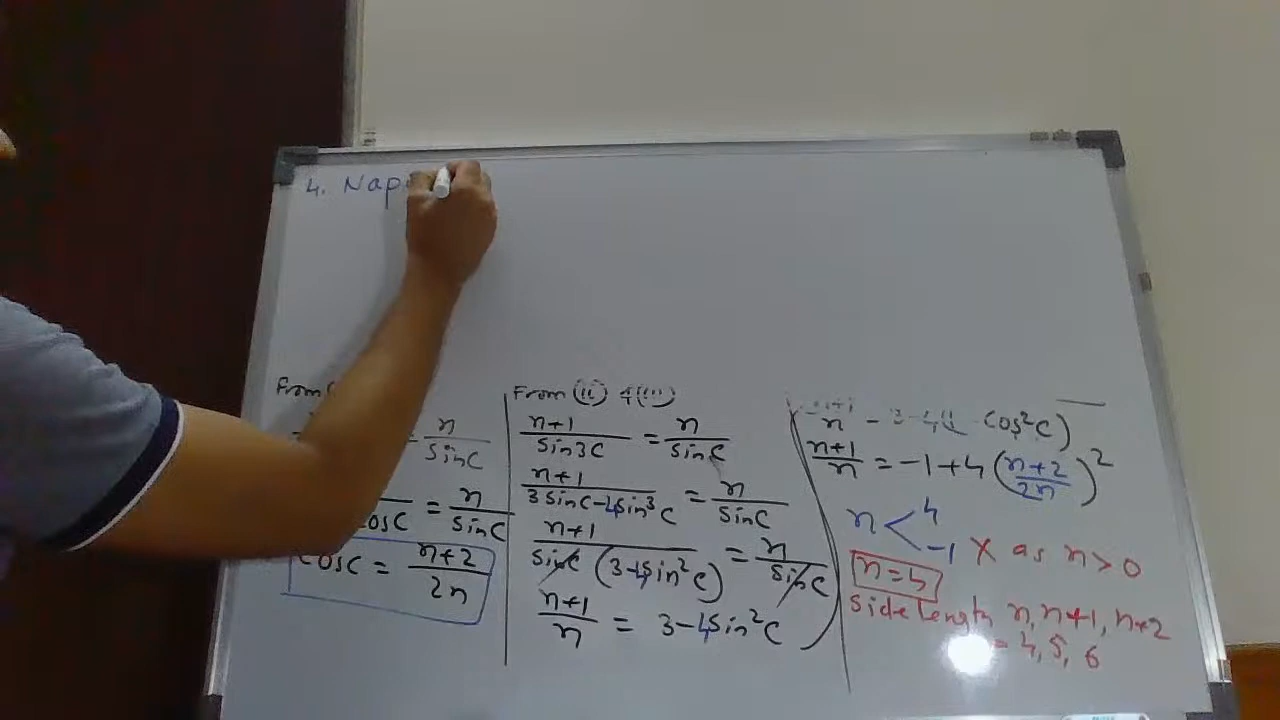 4. Nap
From
n/sinC
= n/sinC
cosC = (n+2)/2n
From (ii) & (iii)
(n+1)/sin3C = n/sinC
(n+1)/(3sinC-4sin³C) = n/sinC
(n+1)/(sinC(3-4sin²C)) = n/sinC
(n+1)/n = 3-4sin²C
cos²C)
(n+1)/n = -1+4((n+2)/2n)²
n < 4
-1 X as n>0
n=4
side length n, n+1, n+2
= 4, 5, 6